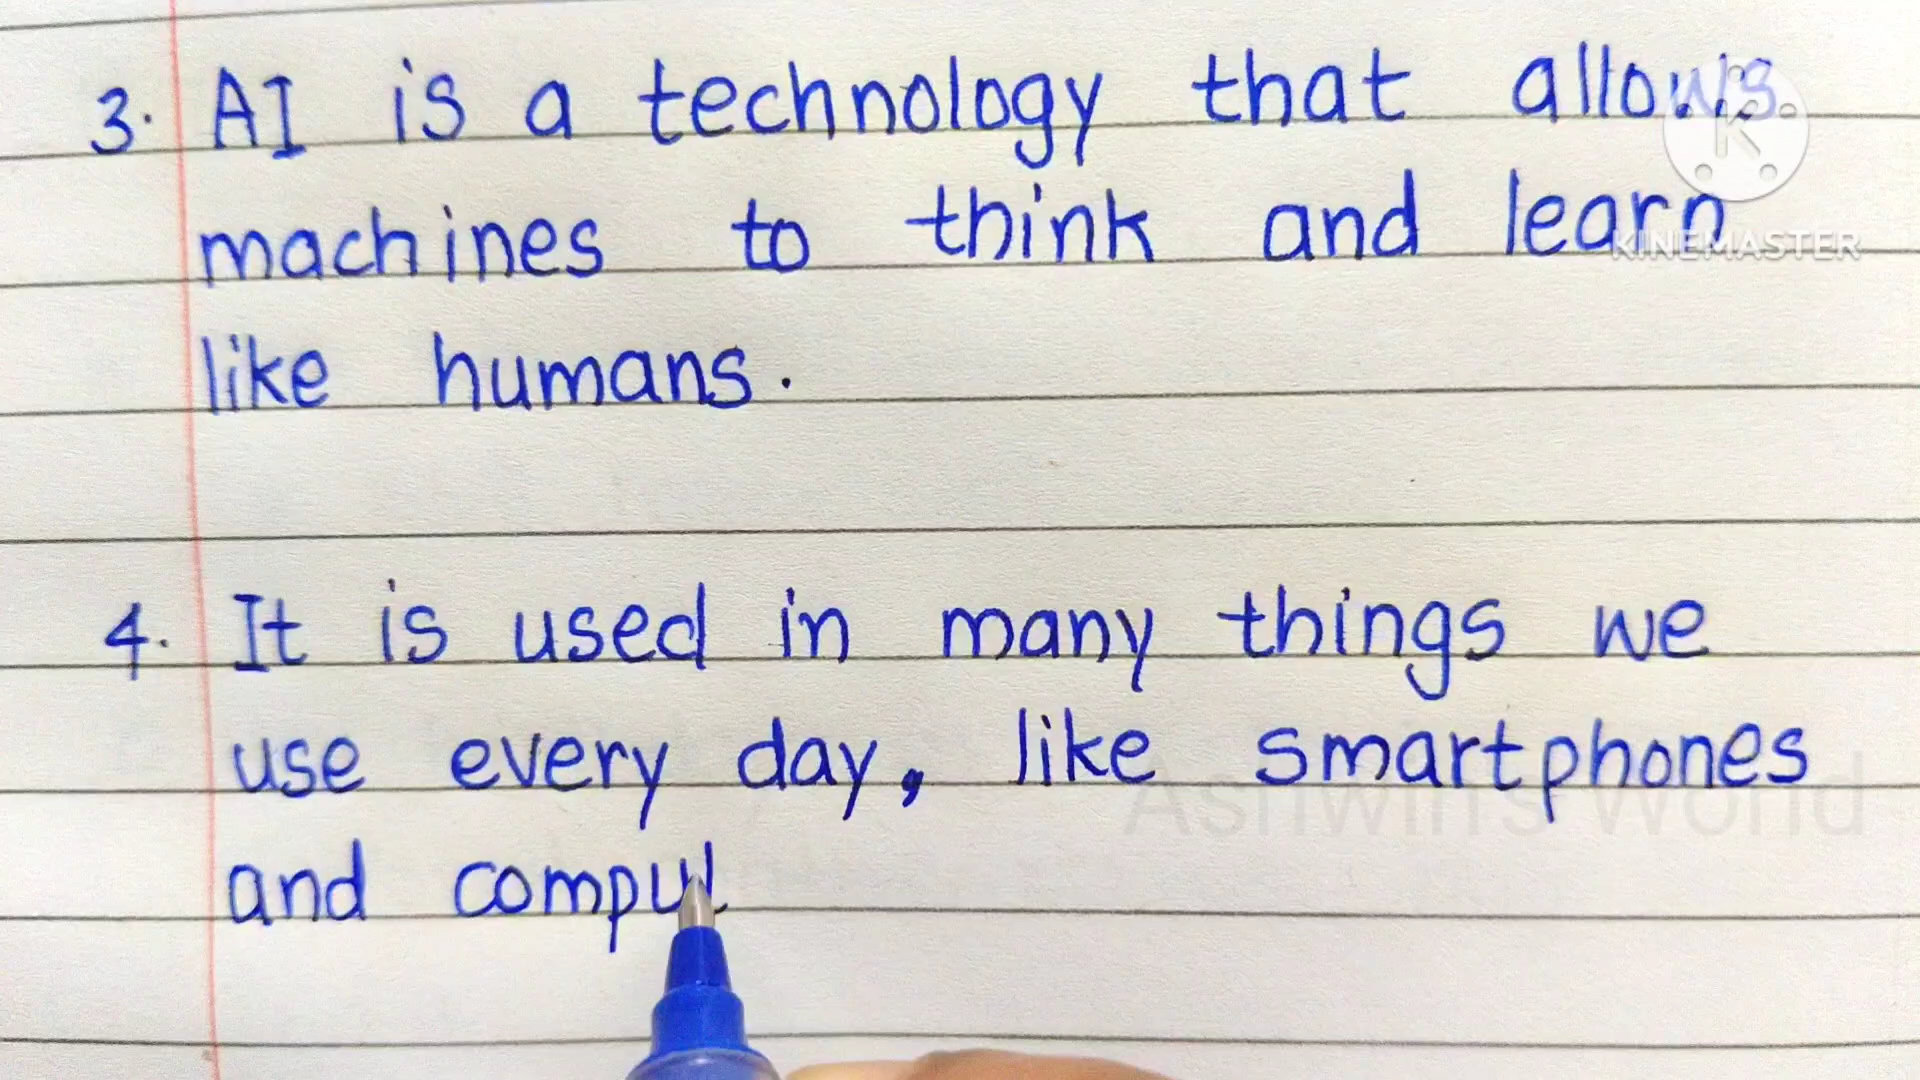 3. AI is a technology that allows
machines to think and learn
like humans.
4. It is used in many things we
use every day, like smartphones
and compu
K
KINEMASTER
Ashwin's World